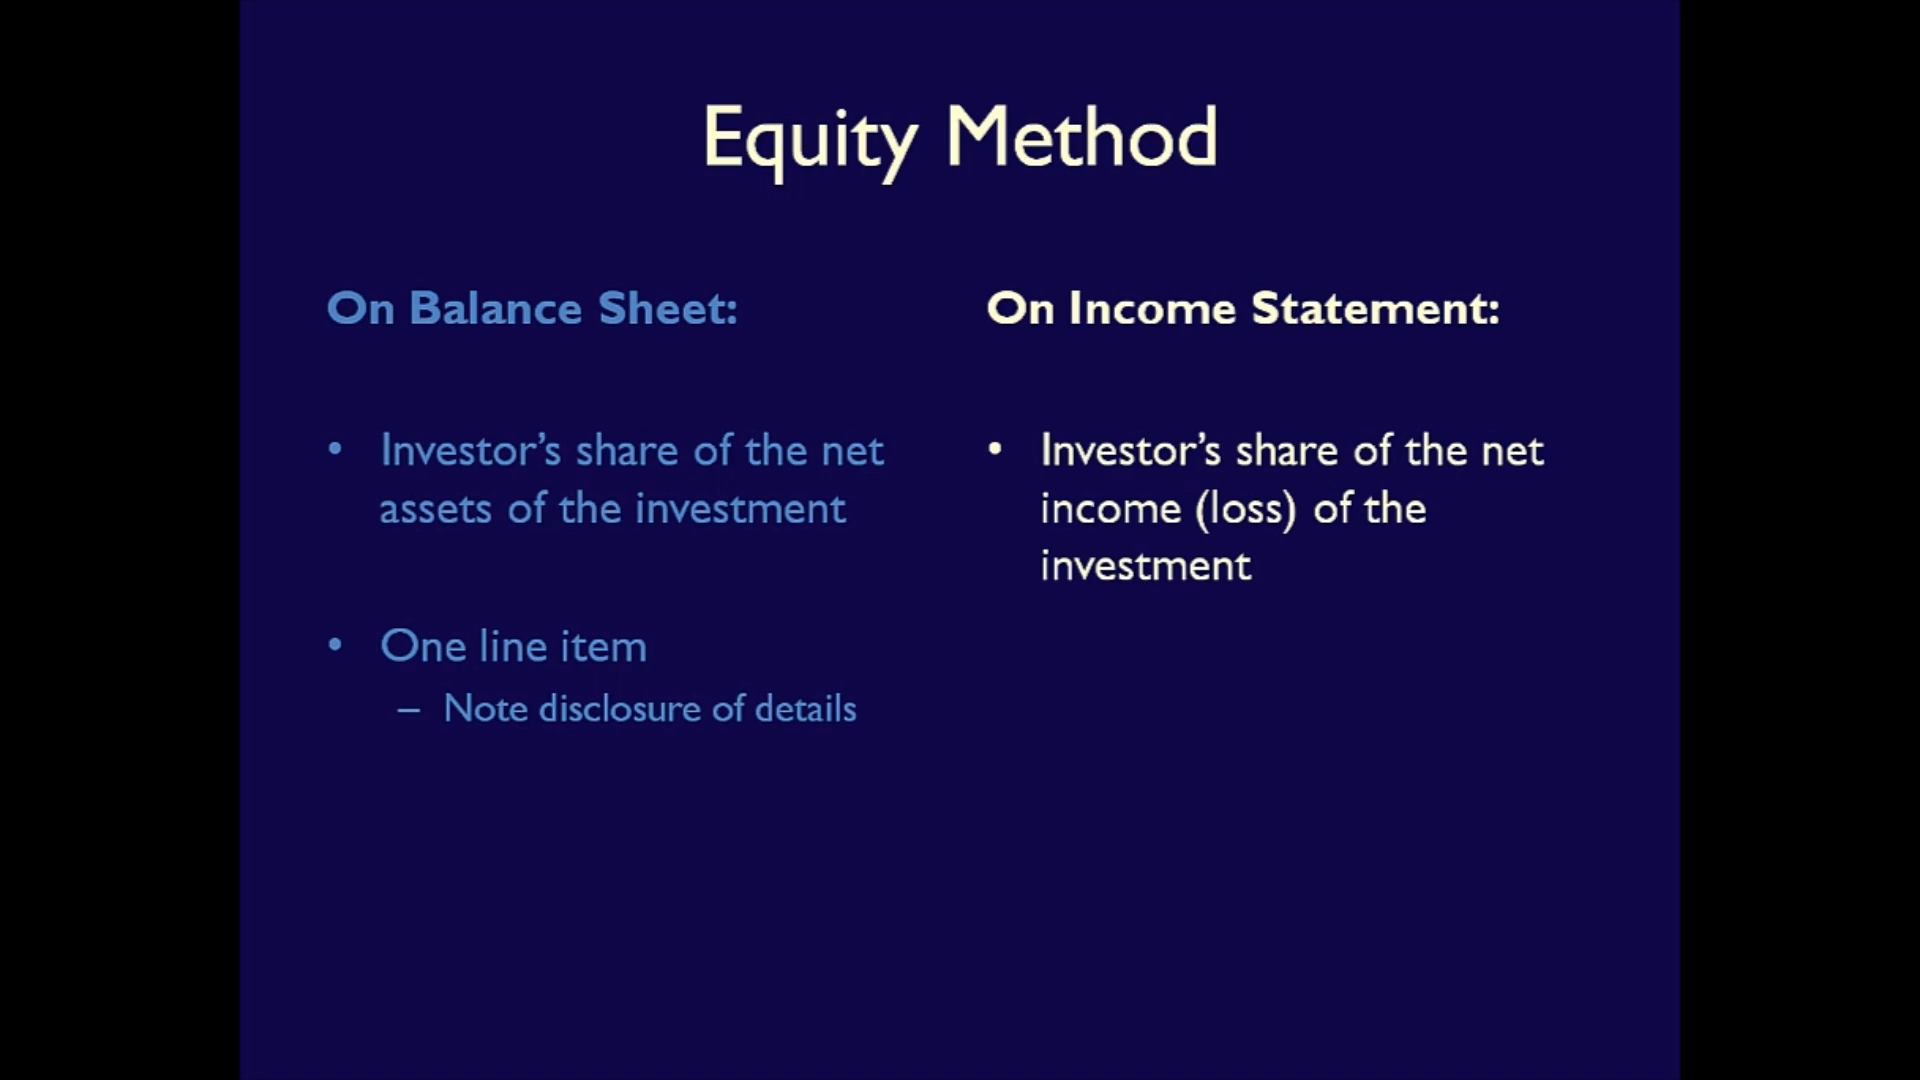 Equity Method
On Balance Sheet:
• Investor’s share of the net
assets of the investment
• One line item
– Note disclosure of details
On Income Statement:
• Investor’s share of the net
income (loss) of the
investment